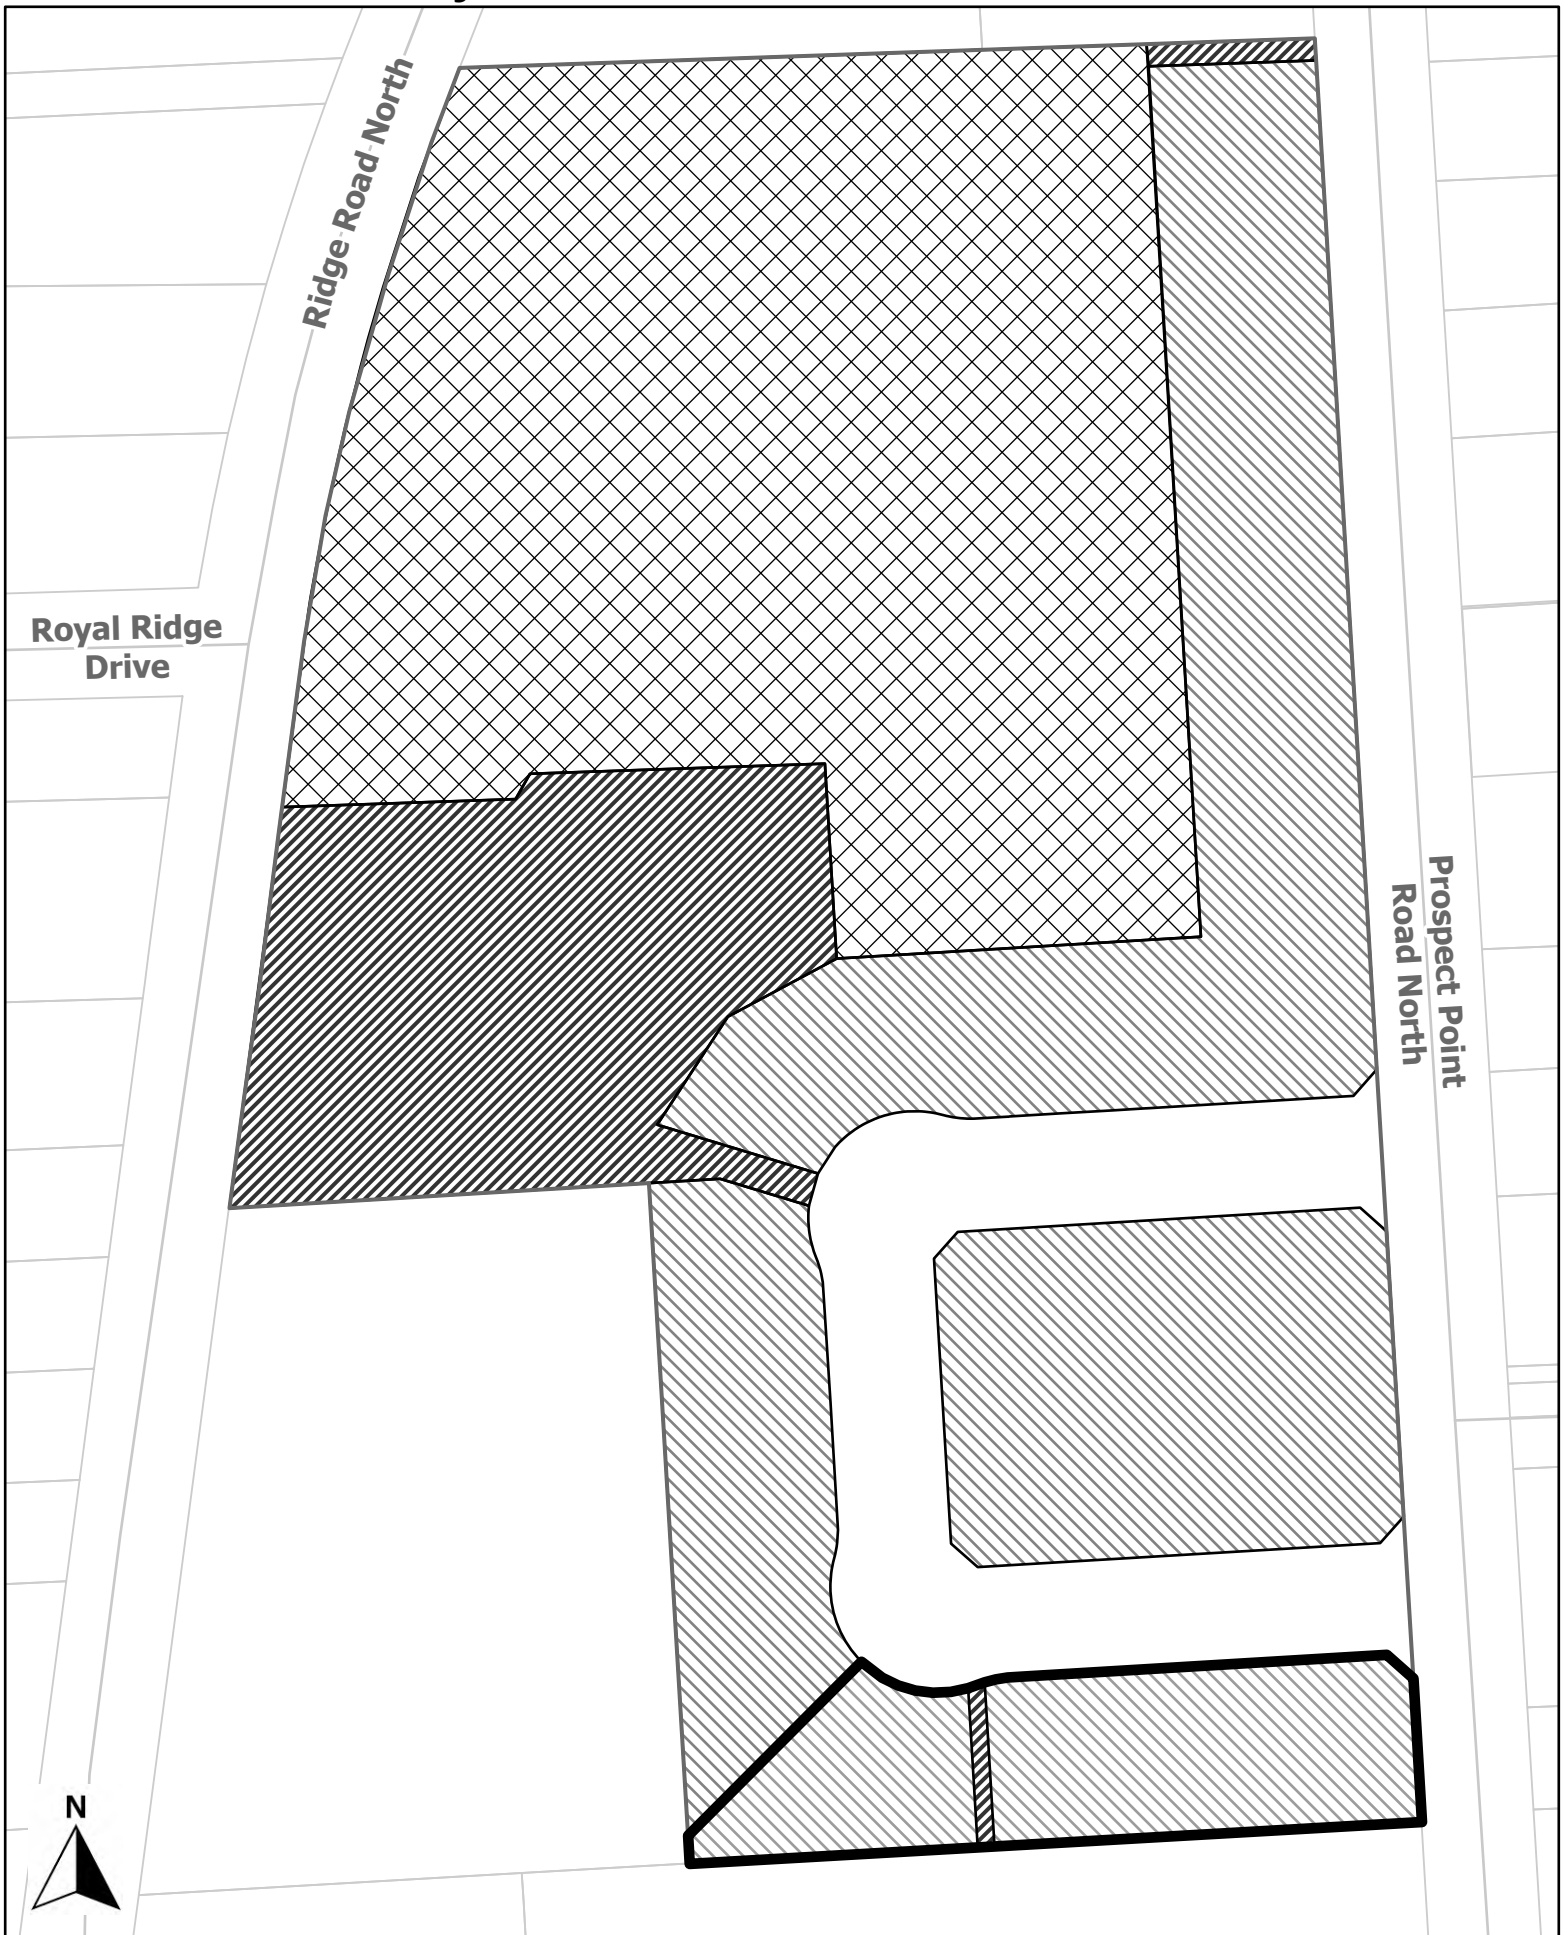 Ridge Road North
Royal Ridge
Drive
Prospect Point
Road North
N